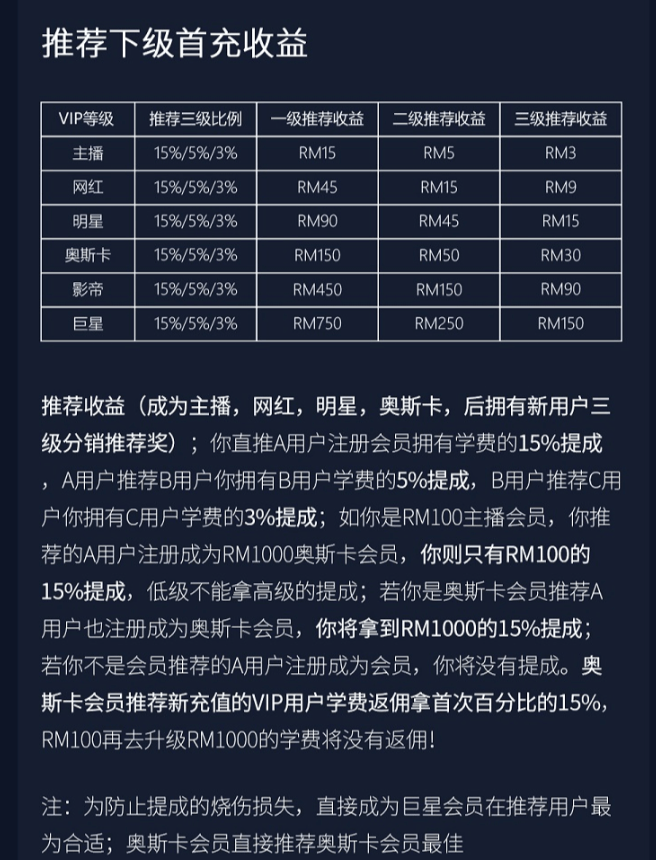 推荐下级首充收益
VIP等级 推荐三级比例 一级推荐收益 二级推荐收益 三级推荐收益
主播 15%/5%/3% RM15 RM5 RM3
网红 15%/5%/3% RM45 RM15 RM9
明星 15%/5%/3% RM90 RM45 RM15
奥斯卡 15%/5%/3% RM150 RM50 RM30
影帝 15%/5%/3% RM450 RM150 RM90
巨星 15%/5%/3% RM750 RM250 RM150
推荐收益（成为主播，网红，明星，奥斯卡，后拥有新用户三
级分销推荐奖）；你直推A用户注册会员拥有学费的15%提成
，A用户推荐B用户你拥有B用户学费的5%提成，B用户推荐C用
户你拥有C用户学费的3%提成；如你是RM100主播会员，你推
荐的A用户注册成为RM1000奥斯卡会员，你则只有RM100的
15%提成，低级不能拿高级的提成；若你是奥斯卡会员推荐A
用户也注册成为奥斯卡会员，你将拿到RM1000的15%提成；
若你不是会员推荐的A用户注册成为会员，你将没有提成。奥
斯卡会员推荐新充值的VIP用户学费返佣拿首次百分比的15%，
RM100再去升级RM1000的学费将没有返佣！
注：为防止提成的烧伤损失，直接成为巨星会员在推荐用户最
为合适；奥斯卡会员直接推荐奥斯卡会员最佳